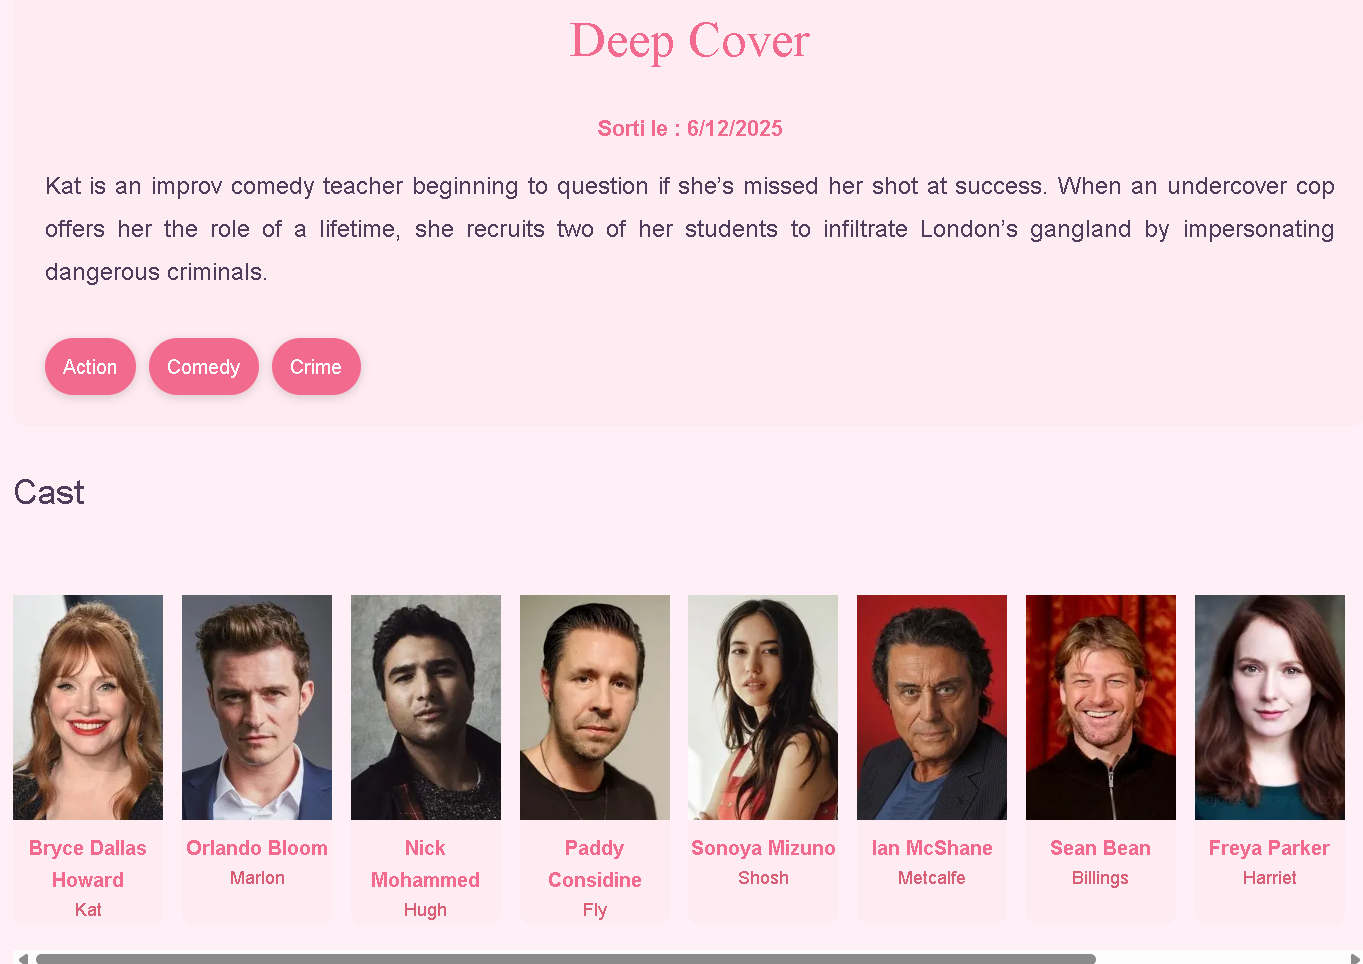 Deep Cover
Sorti le : 6/12/2025
Kat is an improv comedy teacher beginning to question if she’s missed her shot at success. When an undercover cop
offers her the role of a lifetime, she recruits two of her students to infiltrate London’s gangland by impersonating
dangerous criminals.
Action Comedy Crime
Cast
Bryce Dallas
Howard
Kat
Orlando Bloom
Marlon
Nick
Mohammed
Hugh
Paddy
Considine
Fly
Sonoya Mizuno
Shosh
Ian McShane
Metcalfe
Sean Bean
Billings
Freya Parker
Harriet